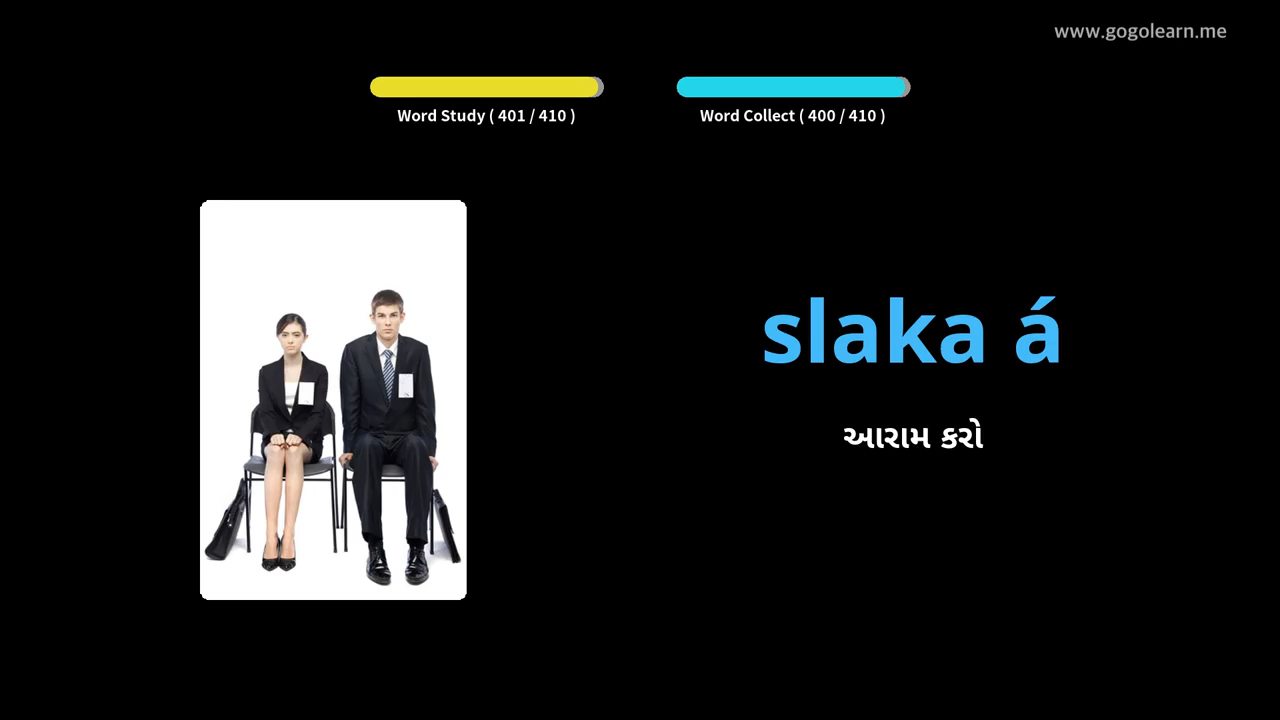 www.gogolearn.me
Word Study ( 401 / 410 )
Word Collect ( 400 / 410 )
slaka á
આરામ કરો